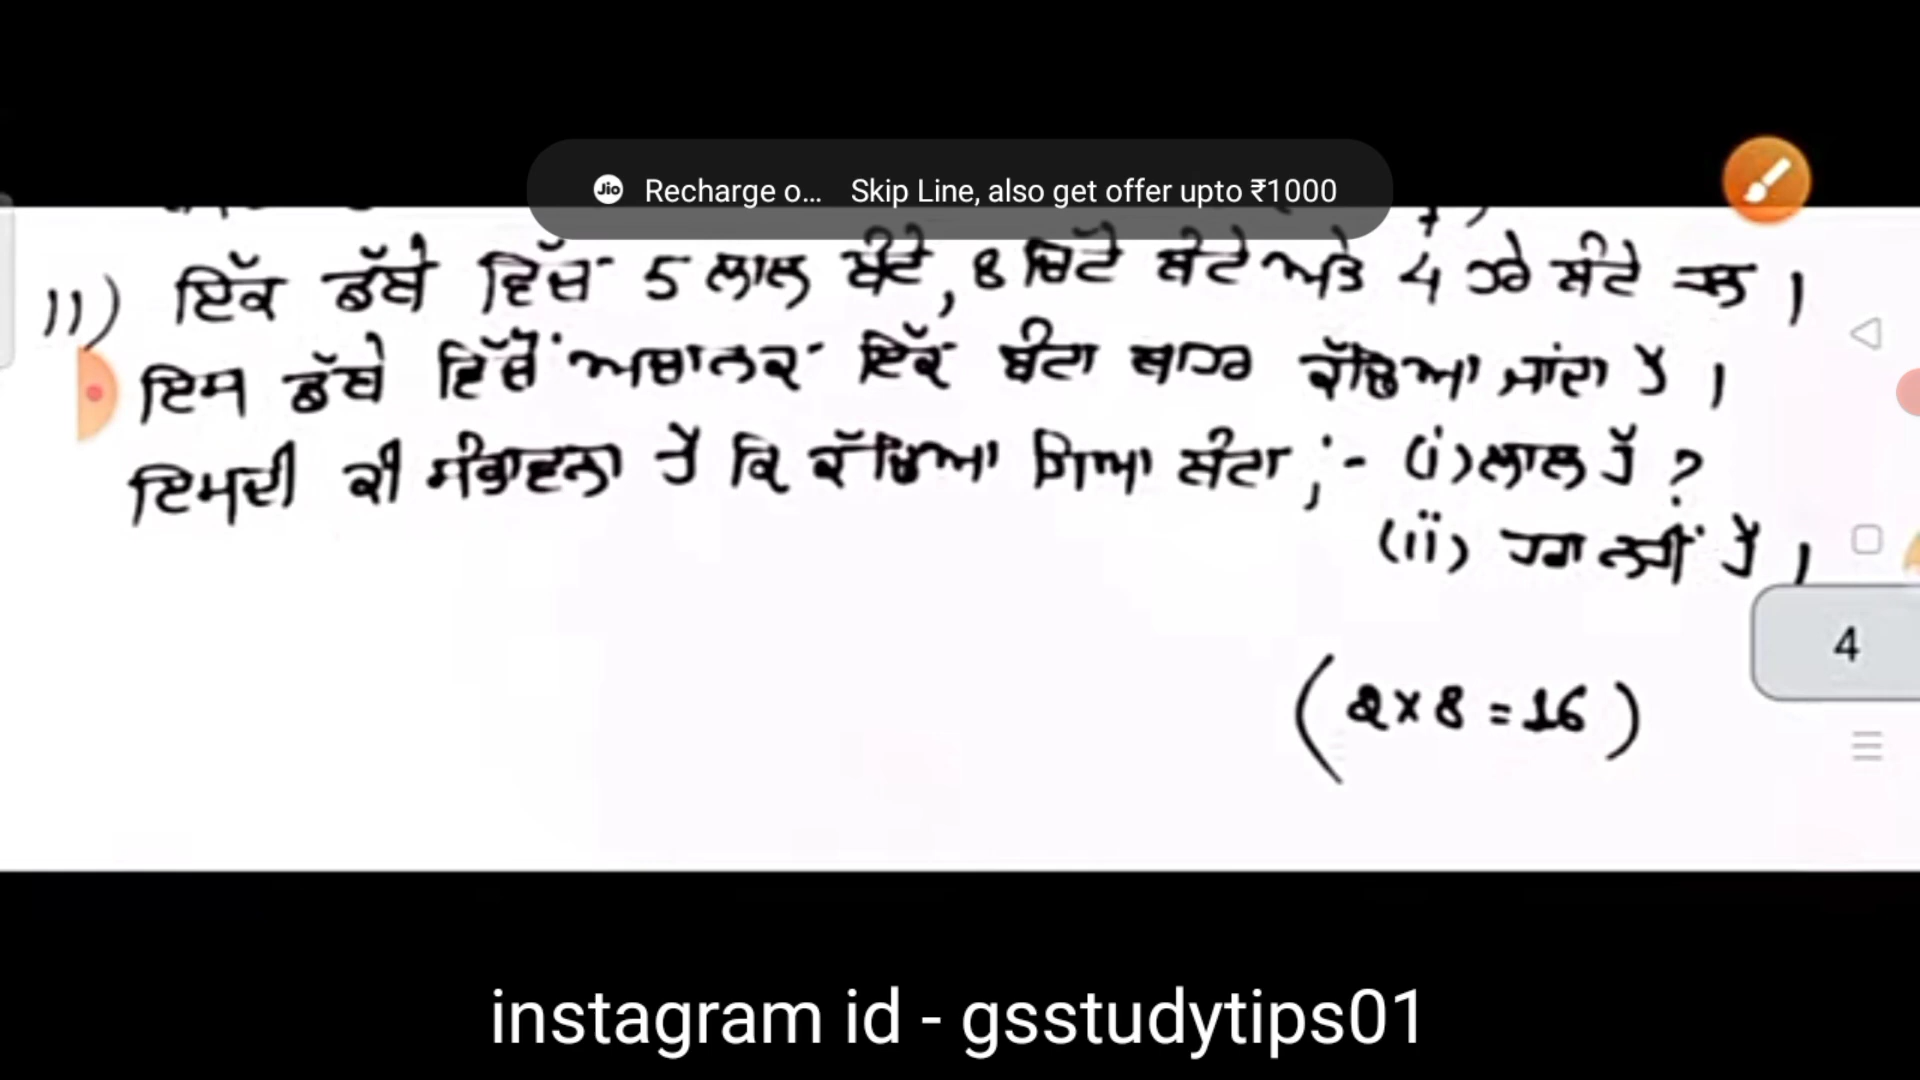 Recharge o... Skip Line, also get offer upto ₹1000
11) ਇੱਕ ਡੱਬੇ ਵਿੱਚ 5 ਲਾਲ ਬੰਟੇ, 8 ਚਿੱਟੇ ਬੰਟੇ ਅਤੇ 4 ਹਰੇ ਬੰਟੇ ਹਨ ।
ਇਸ ਡੱਬੇ ਵਿੱਚੋਂ ਅਚਾਨਕ ਇੱਕ ਬੰਟਾ ਬਾਹਰ ਕੱਢਿਆ ਜਾਂਦਾ ਹੈ ।
ਇਸਦੀ ਕੀ ਸੰਭਾਵਨਾ ਹੈ ਕਿ ਕੱਢਿਆ ਗਿਆ ਬੰਟਾ ; :- (i) ਲਾਲ ਹੈ ?
(ii) ਹਰਾ ਨਹੀਂ ਹੈ ।
4
(2×8=16)
instagram id - gsstudytips01